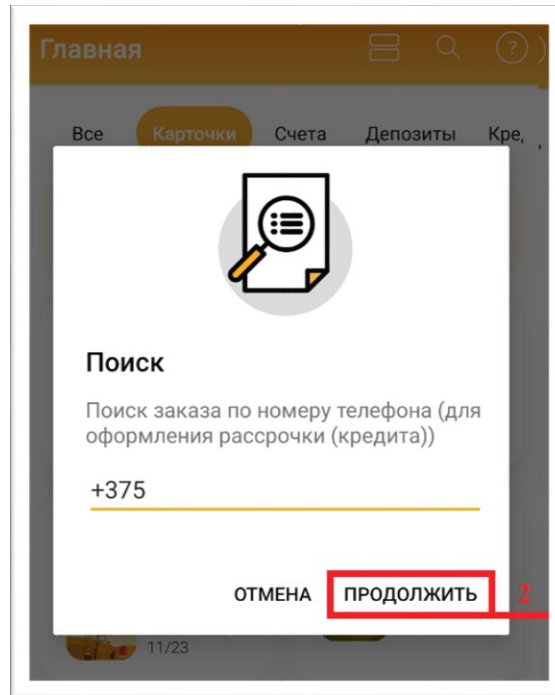 Главная
?
Все Карточки Счета Депозиты Кре,
Поиск
Поиск заказа по номеру телефона (для
оформления рассрочки (кредита))
+375
ОТМЕНА ПРОДОЛЖИТЬ 2
11/23